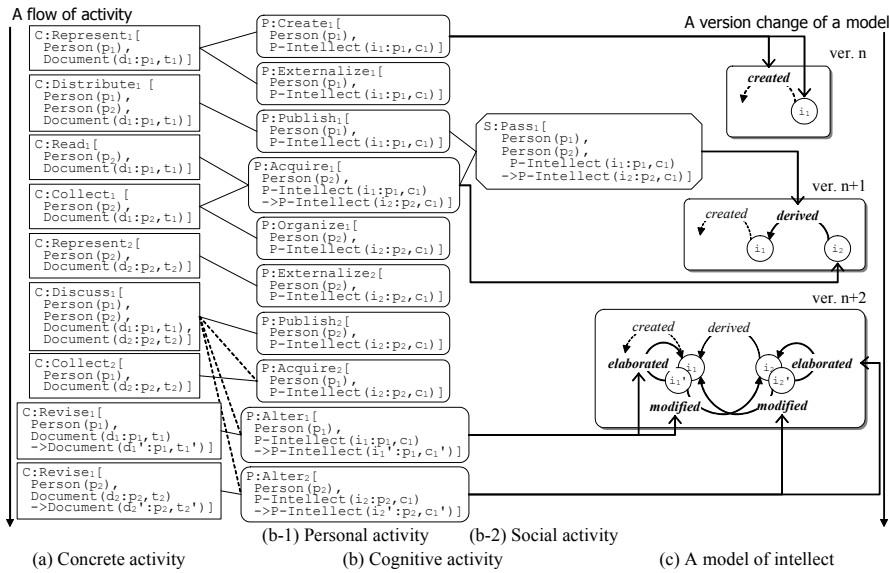 A flow of activity
C:Represent₁[
Person(p₁),
Document(d₁:p₁,t₁)]
C:Distribute₁ [
Person(p₁),
Person(p₂),
Document(d₁:p₁,t₁)]
C:Read₁[
Person(p₂),
Document(d₁:p₁,t₁)]
C:Collect₁ [
Person(p₂),
Document(d₁:p₂,t₁)]
C:Represent₂[
Person(p₂),
Document(d₂:p₂,t₂)]
C:Discuss₁[
Person(p₁),
Person(p₂),
Document(d₁:p₁,t₁),
Document(d₂:p₂,t₂)]
C:Collect₂[
Person(p₁),
Document(d₂:p₂,t₂)]
C:Revise₁[
Person(p₁),
Document(d₁:p₁,t₁)
->Document(d₁':p₁,t₁')]
C:Revise₁[
Person(p₂),
Document(d₂:p₂,t₂)
->Document(d₂':p₂,t₂')]
P:Create₁[
Person(p₁),
P-Intellect(i₁:p₁,c₁)]
P:Externalize₁[
Person(p₁),
P-Intellect(i₁:p₁,c₁)]
P:Publish₁[
Person(p₁),
P-Intellect(i₁:p₁,c₁)]
P:Acquire₁[
Person(p₂),
P-Intellect(i₁:p₁,c₁)
->P-Intellect(i₂:p₂,c₁)]
P:Organize₁[
Person(p₂),
P-Intellect(i₂:p₂,c₁)]
P:Externalize₂[
Person(p₂),
P-Intellect(i₂:p₂,c₁)]
P:Publish₂[
Person(p₂),
P-Intellect(i₂:p₂,c₁)]
P:Acquire₂[
Person(p₁),
P-Intellect(i₂:p₂,c₁)]
P:Alter₁[
Person(p₁),
P-Intellect(i₁:p₁,c₁)
->P-Intellect(i₁':p₁,c₁')]
P:Alter₂[
Person(p₂),
P-Intellect(i₂:p₂,c₁)
->P-Intellect(i₂':p₂,c₁')]
S:Pass₁[
Person(p₁),
Person(p₂),
P-Intellect(i₁:p₁,c₁)
->P-Intellect(i₂:p₂,c₁)]
A version change of a model
ver. n
created
i₁
ver. n+1
created
derived
i₁
i₂
ver. n+2
created
derived
elaborated
i₁
i₁'
i₂
i₂'
elaborated
modified
modified
(b-1) Personal activity
(b-2) Social activity
(a) Concrete activity
(b) Cognitive activity
(c) A model of intellect